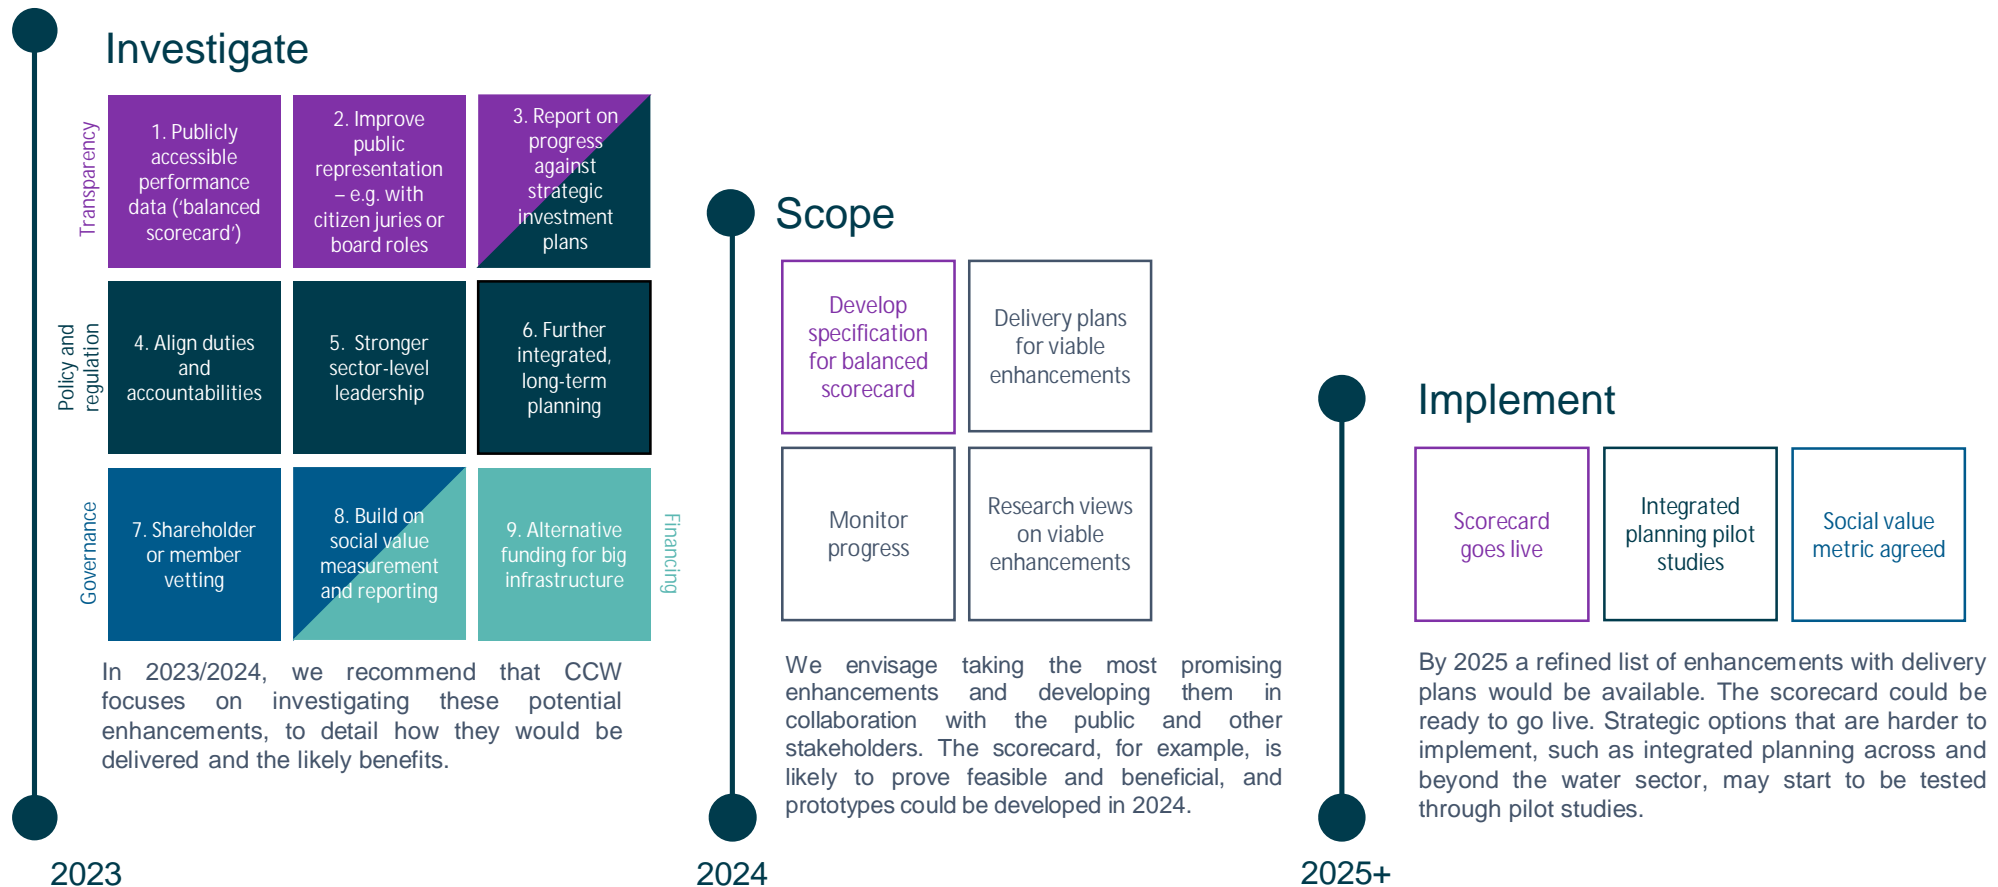 Investigate
Transparency
1. Publicly
accessible
performance
data (‘balanced
scorecard’)
2. Improve
public
representation
– e.g. with
citizen juries or
board roles
3. Report on
progress
against
strategic
investment
plans
Policy and
regulation
4. Align duties
and
accountabilities
5. Stronger
sector-level
leadership
6. Further
integrated,
long-term
planning
Governance
7. Shareholder
or member
vetting
8. Build on
social value
measurement
and reporting
9. Alternative
funding for big
infrastructure
Financing
In 2023/2024, we recommend that CCW
focuses on investigating these potential
enhancements, to detail how they would be
delivered and the likely benefits.
2023
Scope
Develop
specification
for balanced
scorecard
Delivery plans
for viable
enhancements
Monitor
progress
Research views
on viable
enhancements
We envisage taking the most promising
enhancements and developing them in
collaboration with the public and other
stakeholders. The scorecard, for example, is
likely to prove feasible and beneficial, and
prototypes could be developed in 2024.
2024
Implement
Scorecard
goes live
Integrated
planning pilot
studies
Social value
metric agreed
By 2025 a refined list of enhancements with delivery
plans would be available. The scorecard could be
ready to go live. Strategic options that are harder to
implement, such as integrated planning across and
beyond the water sector, may start to be tested
through pilot studies.
2025+